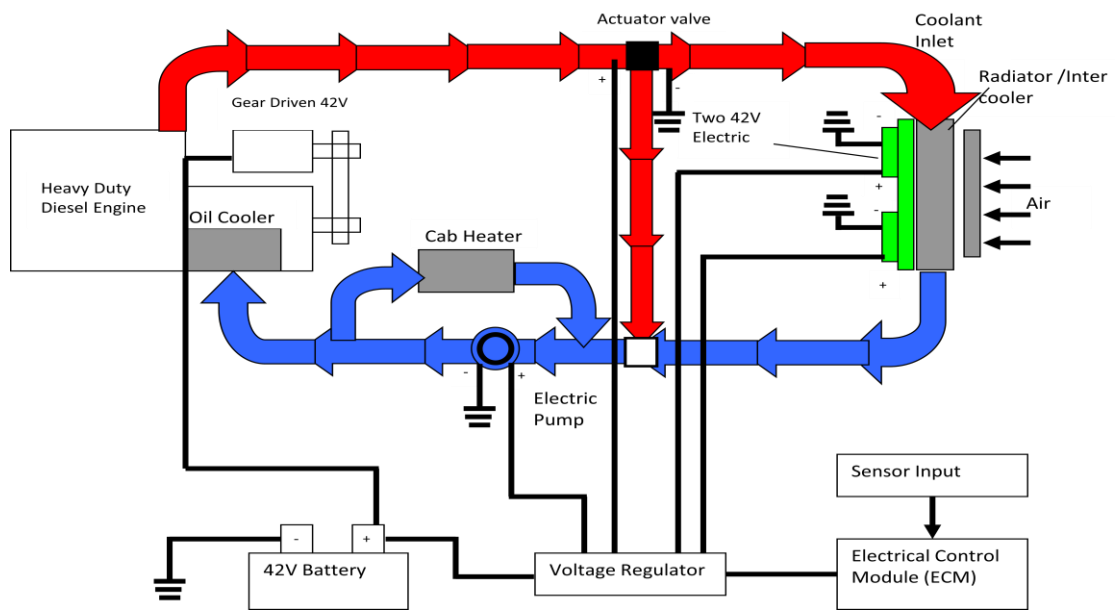 Actuator valve
Coolant
Inlet
+
-
Radiator /Inter
cooler
Gear Driven 42V
Two 42V
Electric
-
+
-
+
Heavy Duty
Diesel Engine
Oil Cooler
Air
Cab Heater
-
+
Electric
Pump
Sensor Input
-
+
42V Battery
Voltage Regulator
Electrical Control
Module (ECM)